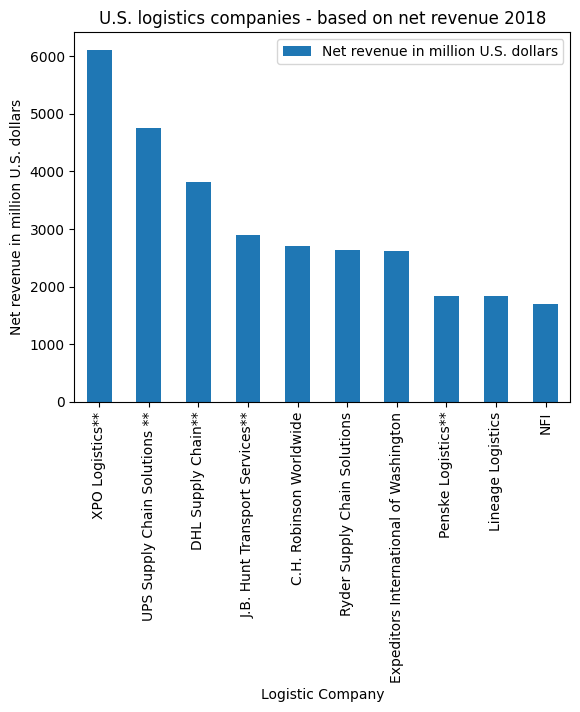 U.S. logistics companies - based on net revenue 2018
Net revenue in million U.S. dollars
Net revenue in million U.S. dollars
6000
5000
4000
3000
2000
1000
0
XPO Logistics**
UPS Supply Chain Solutions **
DHL Supply Chain**
J.B. Hunt Transport Services**
C.H. Robinson Worldwide
Ryder Supply Chain Solutions
Expeditors International of Washington
Penske Logistics**
Lineage Logistics
NFI
Logistic Company